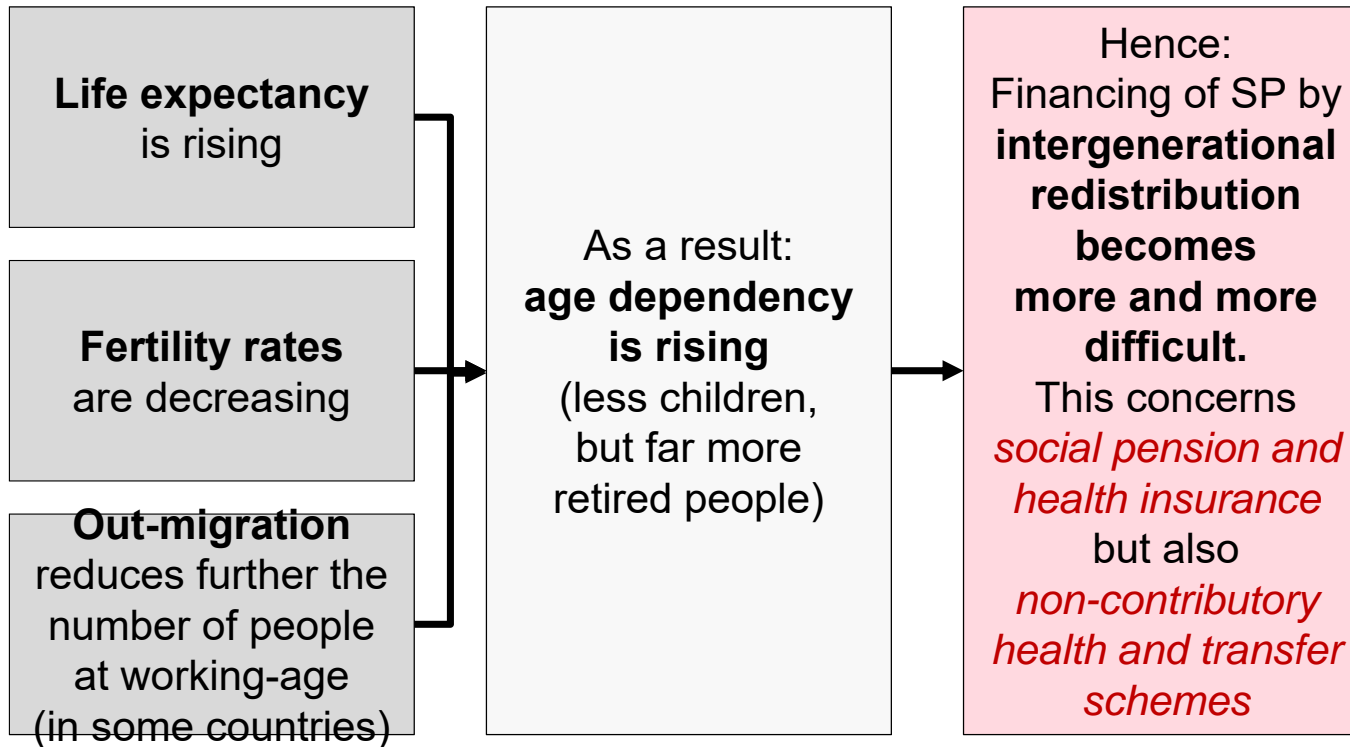 Life expectancy
is rising
Fertility rates
are decreasing
Out-migration
reduces further the
number of people
at working-age
(in some countries)
As a result:
age dependency
is rising
(less children,
but far more
retired people)
Hence:
Financing of SP by
intergenerational
redistribution
becomes
more and more
difficult.
This concerns
social pension and
health insurance
but also
non-contributory
health and transfer
schemes